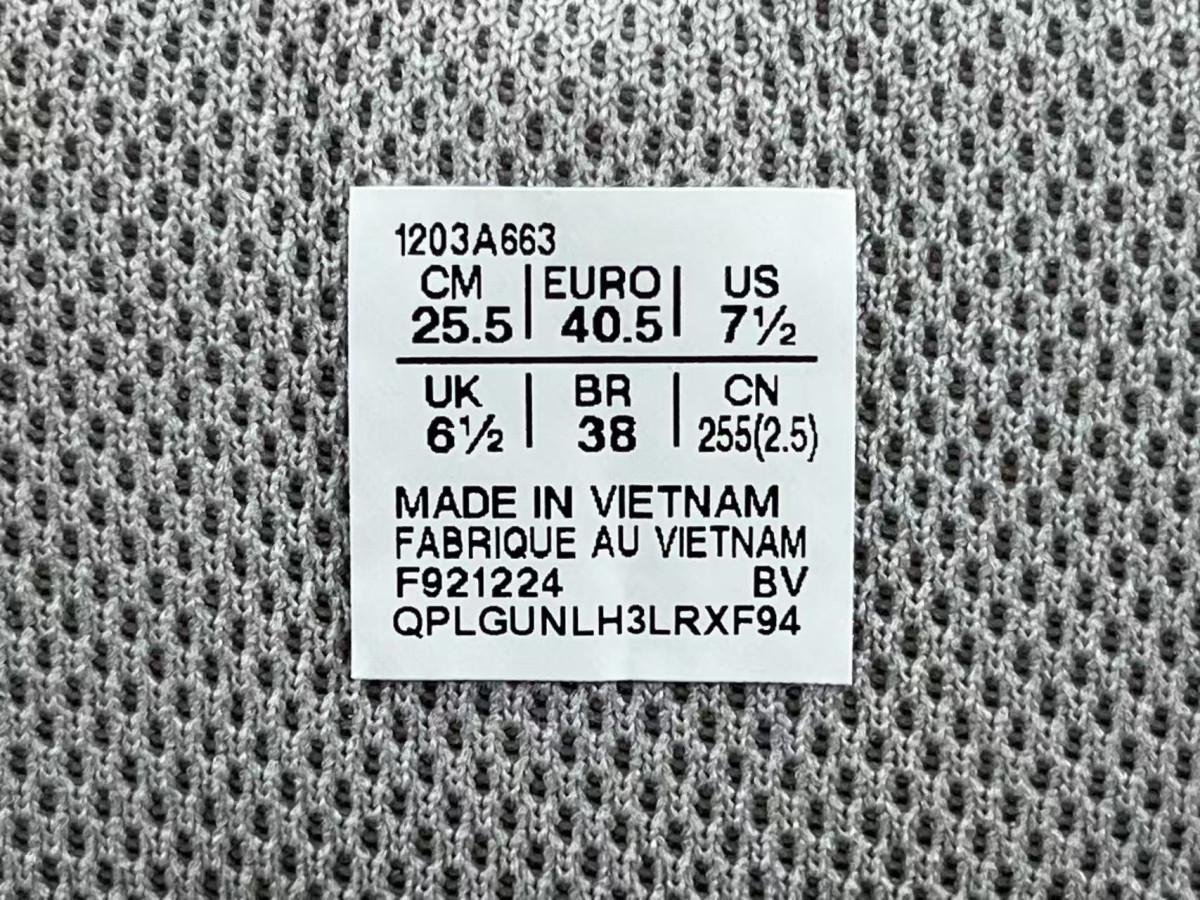 1203A663
CM | EURO | US
25.5 | 40.5 | 7½
UK | BR | CN
6½ | 38 | 255(2.5)
MADE IN VIETNAM
FABRIQUE AU VIETNAM
F921224 BV
QPLGUNLH3LRXF94